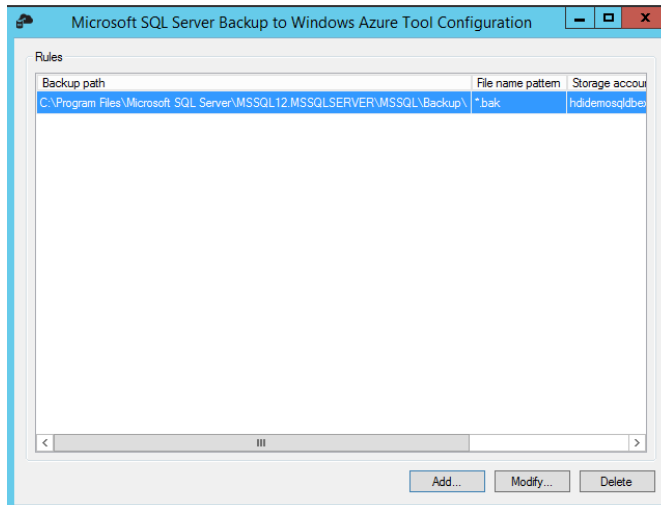 Microsoft SQL Server Backup to Windows Azure Tool Configuration
Rules
Backup path File name pattern Storage accou
C:\Program Files\Microsoft SQL Server\MSSQL12.MSSQLSERVER\MSSQL\Backup\ *.bak hdidemosqldbex
Add... Modify... Delete